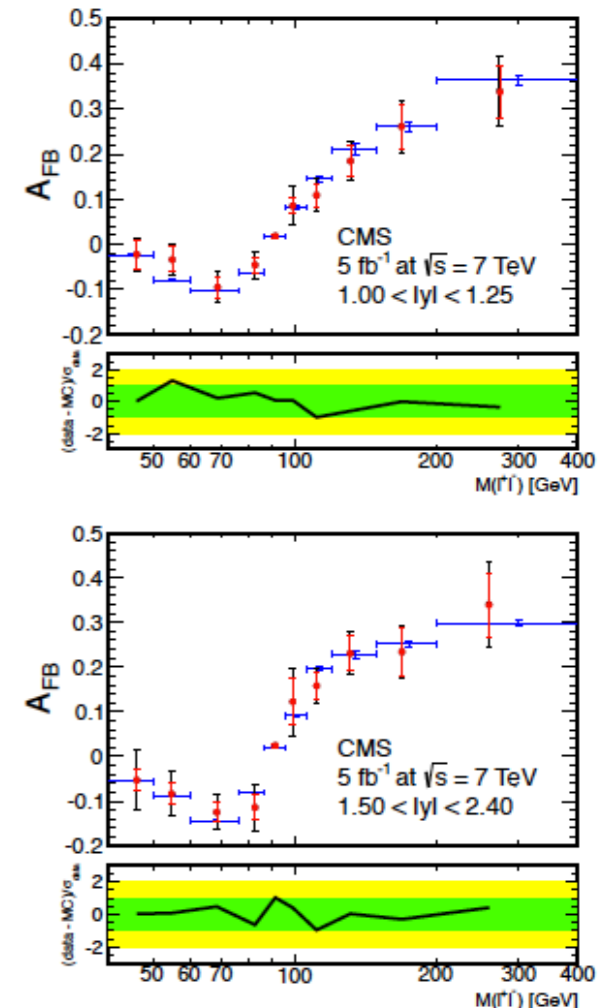 0.5
0.4
0.3
0.2
0.1
0
-0.1
-0.2
A_FB
CMS
5 fb⁻¹ at √s = 7 TeV
1.00 < |y| < 1.25
2
0
-2
(data - MC)/σ_data
50 60 70 100 200 300 400
M(l⁺l⁻) [GeV]
0.5
0.4
0.3
0.2
0.1
0
-0.1
-0.2
A_FB
CMS
5 fb⁻¹ at √s = 7 TeV
1.50 < |y| < 2.40
2
0
-2
(data - MC)/σ_data
50 60 70 100 200 300 400
M(l⁺l⁻) [GeV]